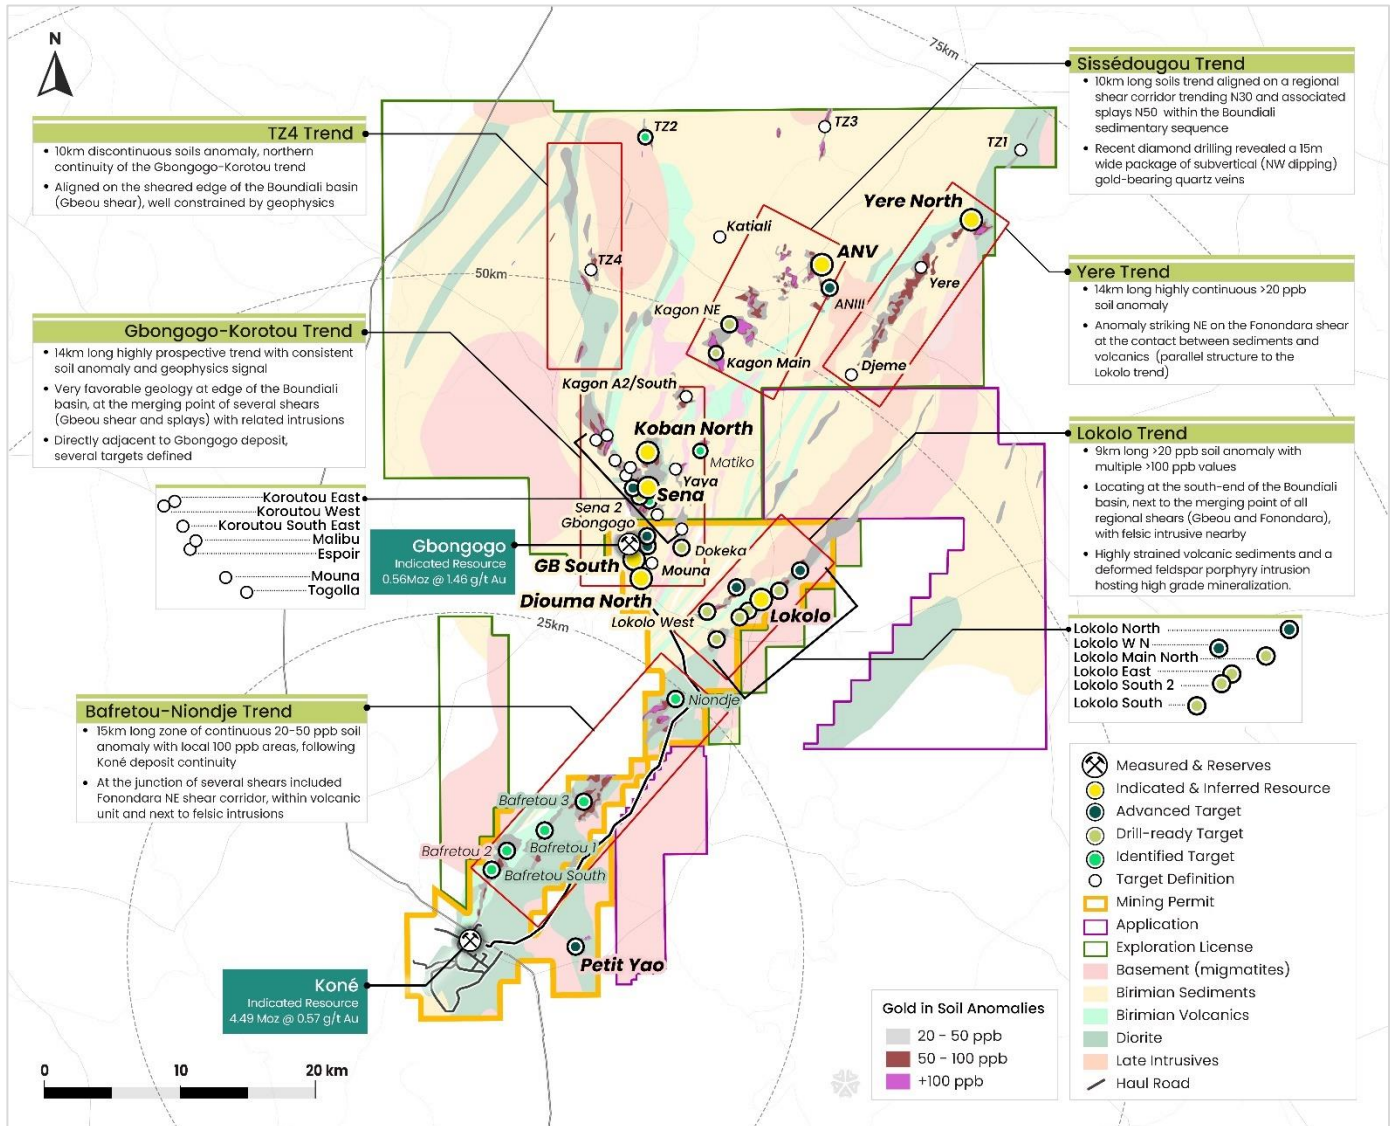 N
TZ4 Trend
• 10km discontinuous soils anomaly, northern
continuity of the Gbongogo-Korotou trend
• Aligned on the sheared edge of the Boundiali basin
(Gbeou shear), well constrained by geophysics
Gbongogo-Korotou Trend
• 14km long highly prospective trend with consistent
soil anomaly and geophysics signal
• Very favorable geology at edge of the Boundiali
basin, at the merging point of several shears
(Gbeou shear and splays) with related intrusions
• Directly adjacent to Gbongogo deposit,
several targets defined
Koroutou East
Koroutou West
Koroutou South East
Malibu
Espoir
Mouna
Togolla
Gbongogo
Indicated Resource
0.56Moz @ 1.46 g/t Au
Bafretou-Niondje Trend
• 15km long zone of continuous 20-50 ppb soil
anomaly with local 100 ppb areas, following
Koné deposit continuity
• At the junction of several shears included
Fonondara NE shear corridor, within volcanic
unit and next to felsic intrusions
Koné
Indicated Resource
4.49 Moz @ 0.57 g/t Au
0 10 20 km
75km
50km
25km
TZ2
TZ3
TZ1
Yere North
Katiali
ANV
TZ4
Yere
ANIII
Kagon NE
Kagon Main
Djeme
Kagon A2/South
Koban North
Matiko
Yaya
Sena
Sena 2
Gbongogo
Dokeka
GB South
Mouna
Diouma North
Lokolo West
Lokolo
Niondje
Bafretou 3
Bafretou 1
Bafretou 2
Bafretou South
Petit Yao
Sissédougou Trend
• 10km long soils trend aligned on a regional
shear corridor trending N30 and associated
splays N50 within the Boundiali
sedimentary sequence
• Recent diamond drilling revealed a 15m
wide package of subvertical (NW dipping)
gold-bearing quartz veins
Yere Trend
• 14km long highly continuous >20 ppb
soil anomaly
• Anomaly striking NE on the Fonondara shear
at the contact between sediments and
volcanics (parallel structure to the
Lokolo trend)
Lokolo Trend
• 9km long >20 ppb soil anomaly with
multiple >100 ppb values
• Locating at the south-end of the Boundiali
basin, next to the merging point of all
regional shears (Gbeou and Fonondara),
with felsic intrusive nearby
• Highly strained volcanic sediments and a
deformed feldspar porphyry intrusion
hosting high grade mineralization.
Lokolo North
Lokolo W N
Lokolo Main North
Lokolo East
Lokolo South 2
Lokolo South
Measured & Reserves
Indicated & Inferred Resource
Advanced Target
Drill-ready Target
Identified Target
Target Definition
Mining Permit
Application
Exploration License
Basement (migmatites)
Birimian Sediments
Birimian Volcanics
Diorite
Late Intrusives
Haul Road
Gold in Soil Anomalies
20 - 50 ppb
50 - 100 ppb
+100 ppb